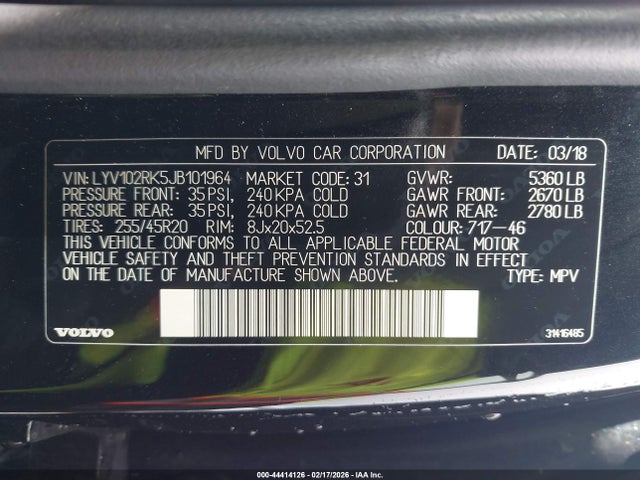 MFD BY VOLVO CAR CORPORATION DATE: 03/18
VIN: LYV102RK5JB101964 MARKET CODE: 31 GVWR: 5360 LB
PRESSURE FRONT: 35 PSI, 240 KPA COLD GAWR FRONT: 2670 LB
PRESSURE REAR: 35 PSI, 240 KPA COLD GAWR REAR: 2780 LB
TIRES: 255/45R20 RIM: 8Jx20x52.5 COLOUR: 717-46
THIS VEHICLE CONFORMS TO ALL APPLICABLE FEDERAL MOTOR
VEHICLE SAFETY AND THEFT PREVENTION STANDARDS IN EFFECT
ON THE DATE OF MANUFACTURE SHOWN ABOVE. TYPE: MPV
VOLVO 31416485
000-44414126 - 02/17/2026 - IAA Inc.